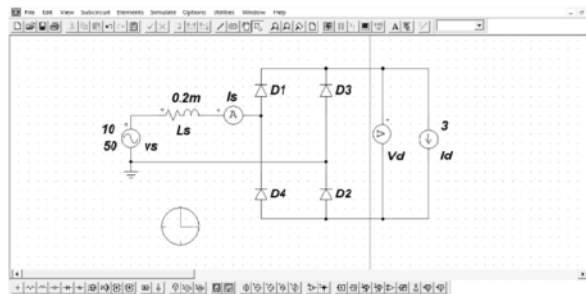 File Edit View Subcircuit Elements Simulate Options Utilities Window Help
D1 D3
0.2m Is
10
50 vs Ls
3
Vd Id
D4 D2